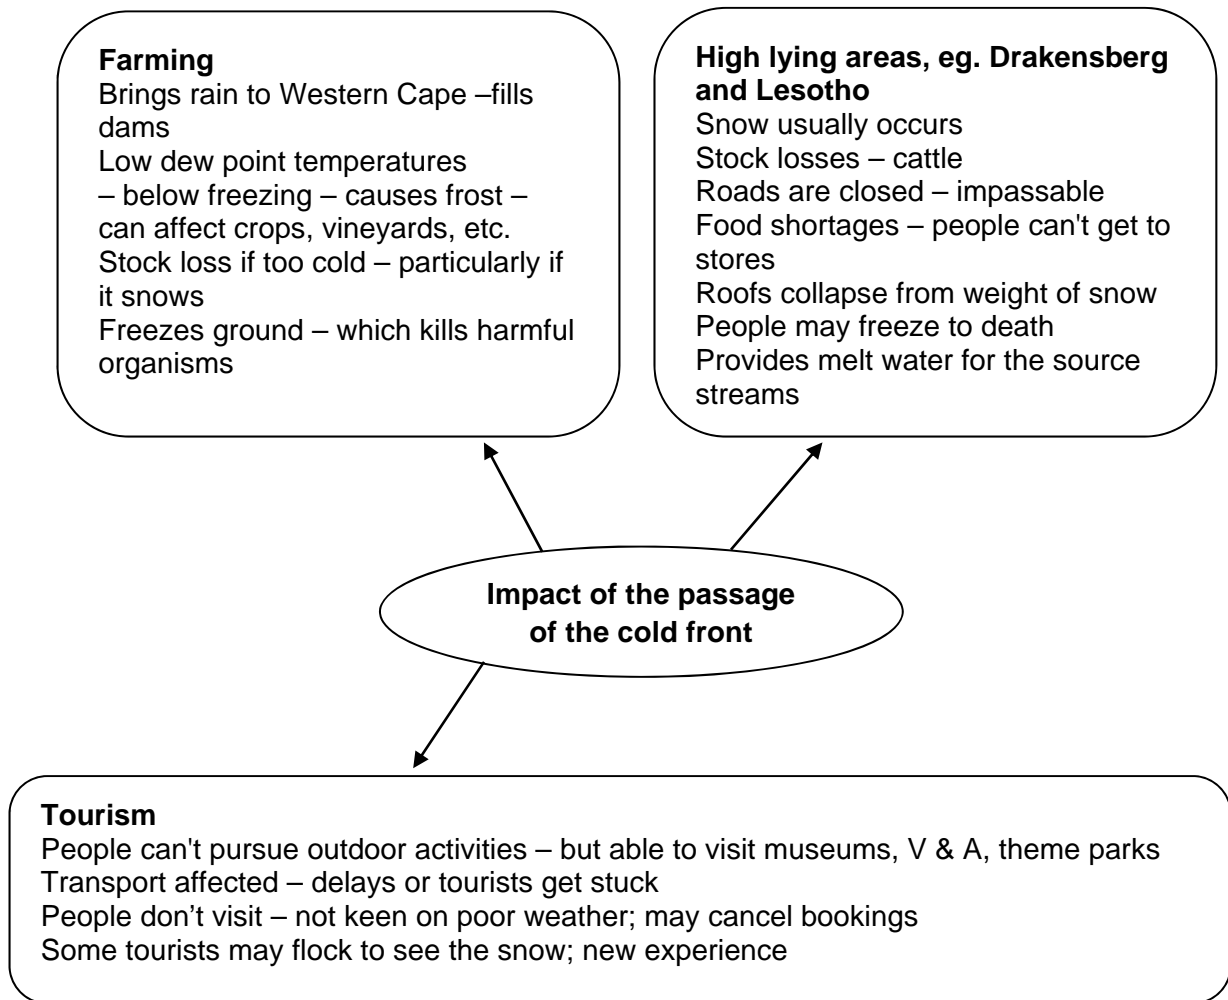 Farming
Brings rain to Western Cape –fills
dams
Low dew point temperatures
– below freezing – causes frost –
can affect crops, vineyards, etc.
Stock loss if too cold – particularly if
it snows
Freezes ground – which kills harmful
organisms
High lying areas, eg. Drakensberg
and Lesotho
Snow usually occurs
Stock losses – cattle
Roads are closed – impassable
Food shortages – people can't get to
stores
Roofs collapse from weight of snow
People may freeze to death
Provides melt water for the source
streams
Impact of the passage
of the cold front
Tourism
People can't pursue outdoor activities – but able to visit museums, V & A, theme parks
Transport affected – delays or tourists get stuck
People don’t visit – not keen on poor weather; may cancel bookings
Some tourists may flock to see the snow; new experience